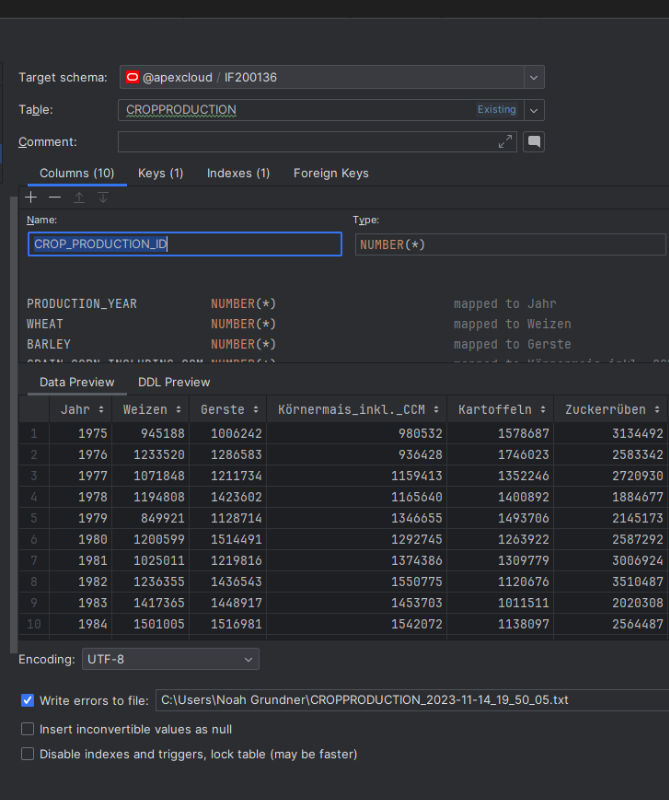 Target schema: @apexcloud / IF200136
Table: CROPPRODUCTION Existing
Comment:
Columns (10) Keys (1) Indexes (1) Foreign Keys
Name: Type:
CROP_PRODUCTION_ID NUMBER(*)
PRODUCTION_YEAR NUMBER(*) mapped to Jahr
WHEAT NUMBER(*) mapped to Weizen
BARLEY NUMBER(*) mapped to Gerste
Data Preview DDL Preview
Jahr Weizen Gerste Körnermais_inkl._CCM Kartoffeln Zuckerrüben
1 1975 945188 1006242 980532 1578687 3134492
2 1976 1233520 1286583 936428 1746023 2583342
3 1977 1071848 1211734 1159413 1352246 2720930
4 1978 1194808 1423602 1165640 1400892 1884677
5 1979 849921 1128714 1346655 1493706 2145173
6 1980 1200599 1514491 1292745 1263922 2587292
7 1981 1025011 1219816 1374386 1309779 3006924
8 1982 1236355 1436543 1550775 1120676 3510487
9 1983 1417365 1448917 1453703 1011511 2020308
10 1984 1501005 1516981 1542072 1138097 2564487
Encoding: UTF-8
Write errors to file: C:\Users\Noah Grundner\CROPPRODUCTION_2023-11-14_19_50_05.txt
Insert inconvertible values as null
Disable indexes and triggers, lock table (may be faster)